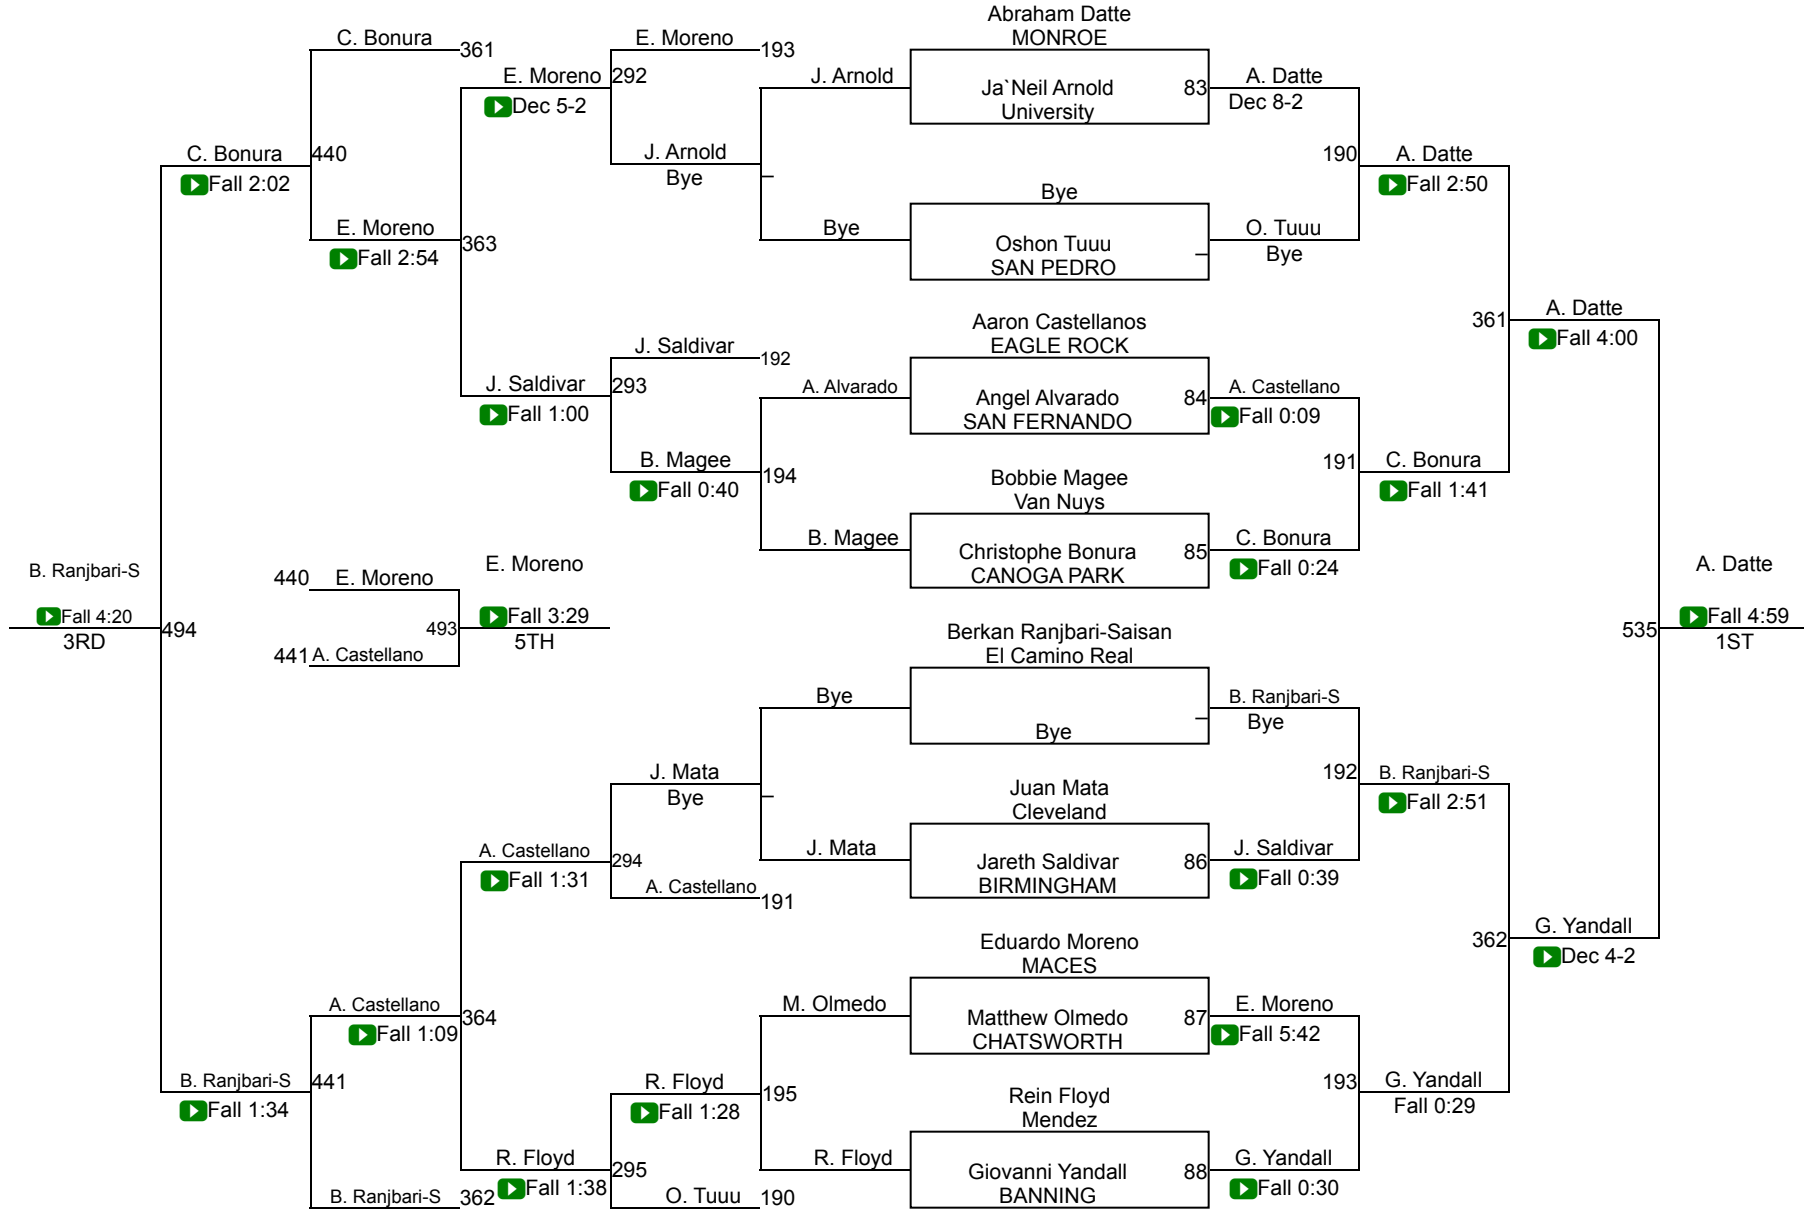 Abraham Datte
C. Bonura
361
E. Moreno
193
MONROE
E. Moreno
292
J. Arnold
Ja`Neil Arnold
83
A. Datte
Dec 5-2
University
Dec 8-2
C. Bonura
440
J. Arnold
190
A. Datte
Fall 2:02
Bye
Fall 2:50
Bye
E. Moreno
363
Bye
Oshon Tuuu
O. Tuuu
Fall 2:54
SAN PEDRO
Bye
Aaron Castellanos
361
A. Datte
J. Saldivar
192
EAGLE ROCK
Fall 4:00
J. Saldivar
293
A. Alvarado
Angel Alvarado
84
A. Castellano
Fall 1:00
SAN FERNANDO
Fall 0:09
B. Magee
194
Bobbie Magee
191
C. Bonura
Fall 0:40
Van Nuys
Fall 1:41
B. Magee
Christophe Bonura
85
C. Bonura
B. Ranjbari-S
440
E. Moreno
E. Moreno
CANOGA PARK
Fall 0:24
A. Datte
Fall 4:20
494
493
Fall 3:29
Berkan Ranjbari-Saisan
535
Fall 4:59
3RD
441
A. Castellano
5TH
El Camino Real
1ST
Bye
B. Ranjbari-S
Bye
Bye
J. Mata
192
B. Ranjbari-S
Bye
Juan Mata
Fall 2:51
Cleveland
A. Castellano
294
J. Mata
Jareth Saldivar
86
J. Saldivar
Fall 1:31
A. Castellano
191
BIRMINGHAM
Fall 0:39
Eduardo Moreno
362
G. Yandall
MACES
Dec 4-2
A. Castellano
364
M. Olmedo
Matthew Olmedo
87
E. Moreno
Fall 1:09
CHATSWORTH
Fall 5:42
B. Ranjbari-S
441
R. Floyd
195
Rein Floyd
193
G. Yandall
Fall 1:34
Fall 1:28
Mendez
Fall 0:29
R. Floyd
295
R. Floyd
Giovanni Yandall
88
G. Yandall
B. Ranjbari-S
362
Fall 1:38
O. Tuuu
190
BANNING
Fall 0:30